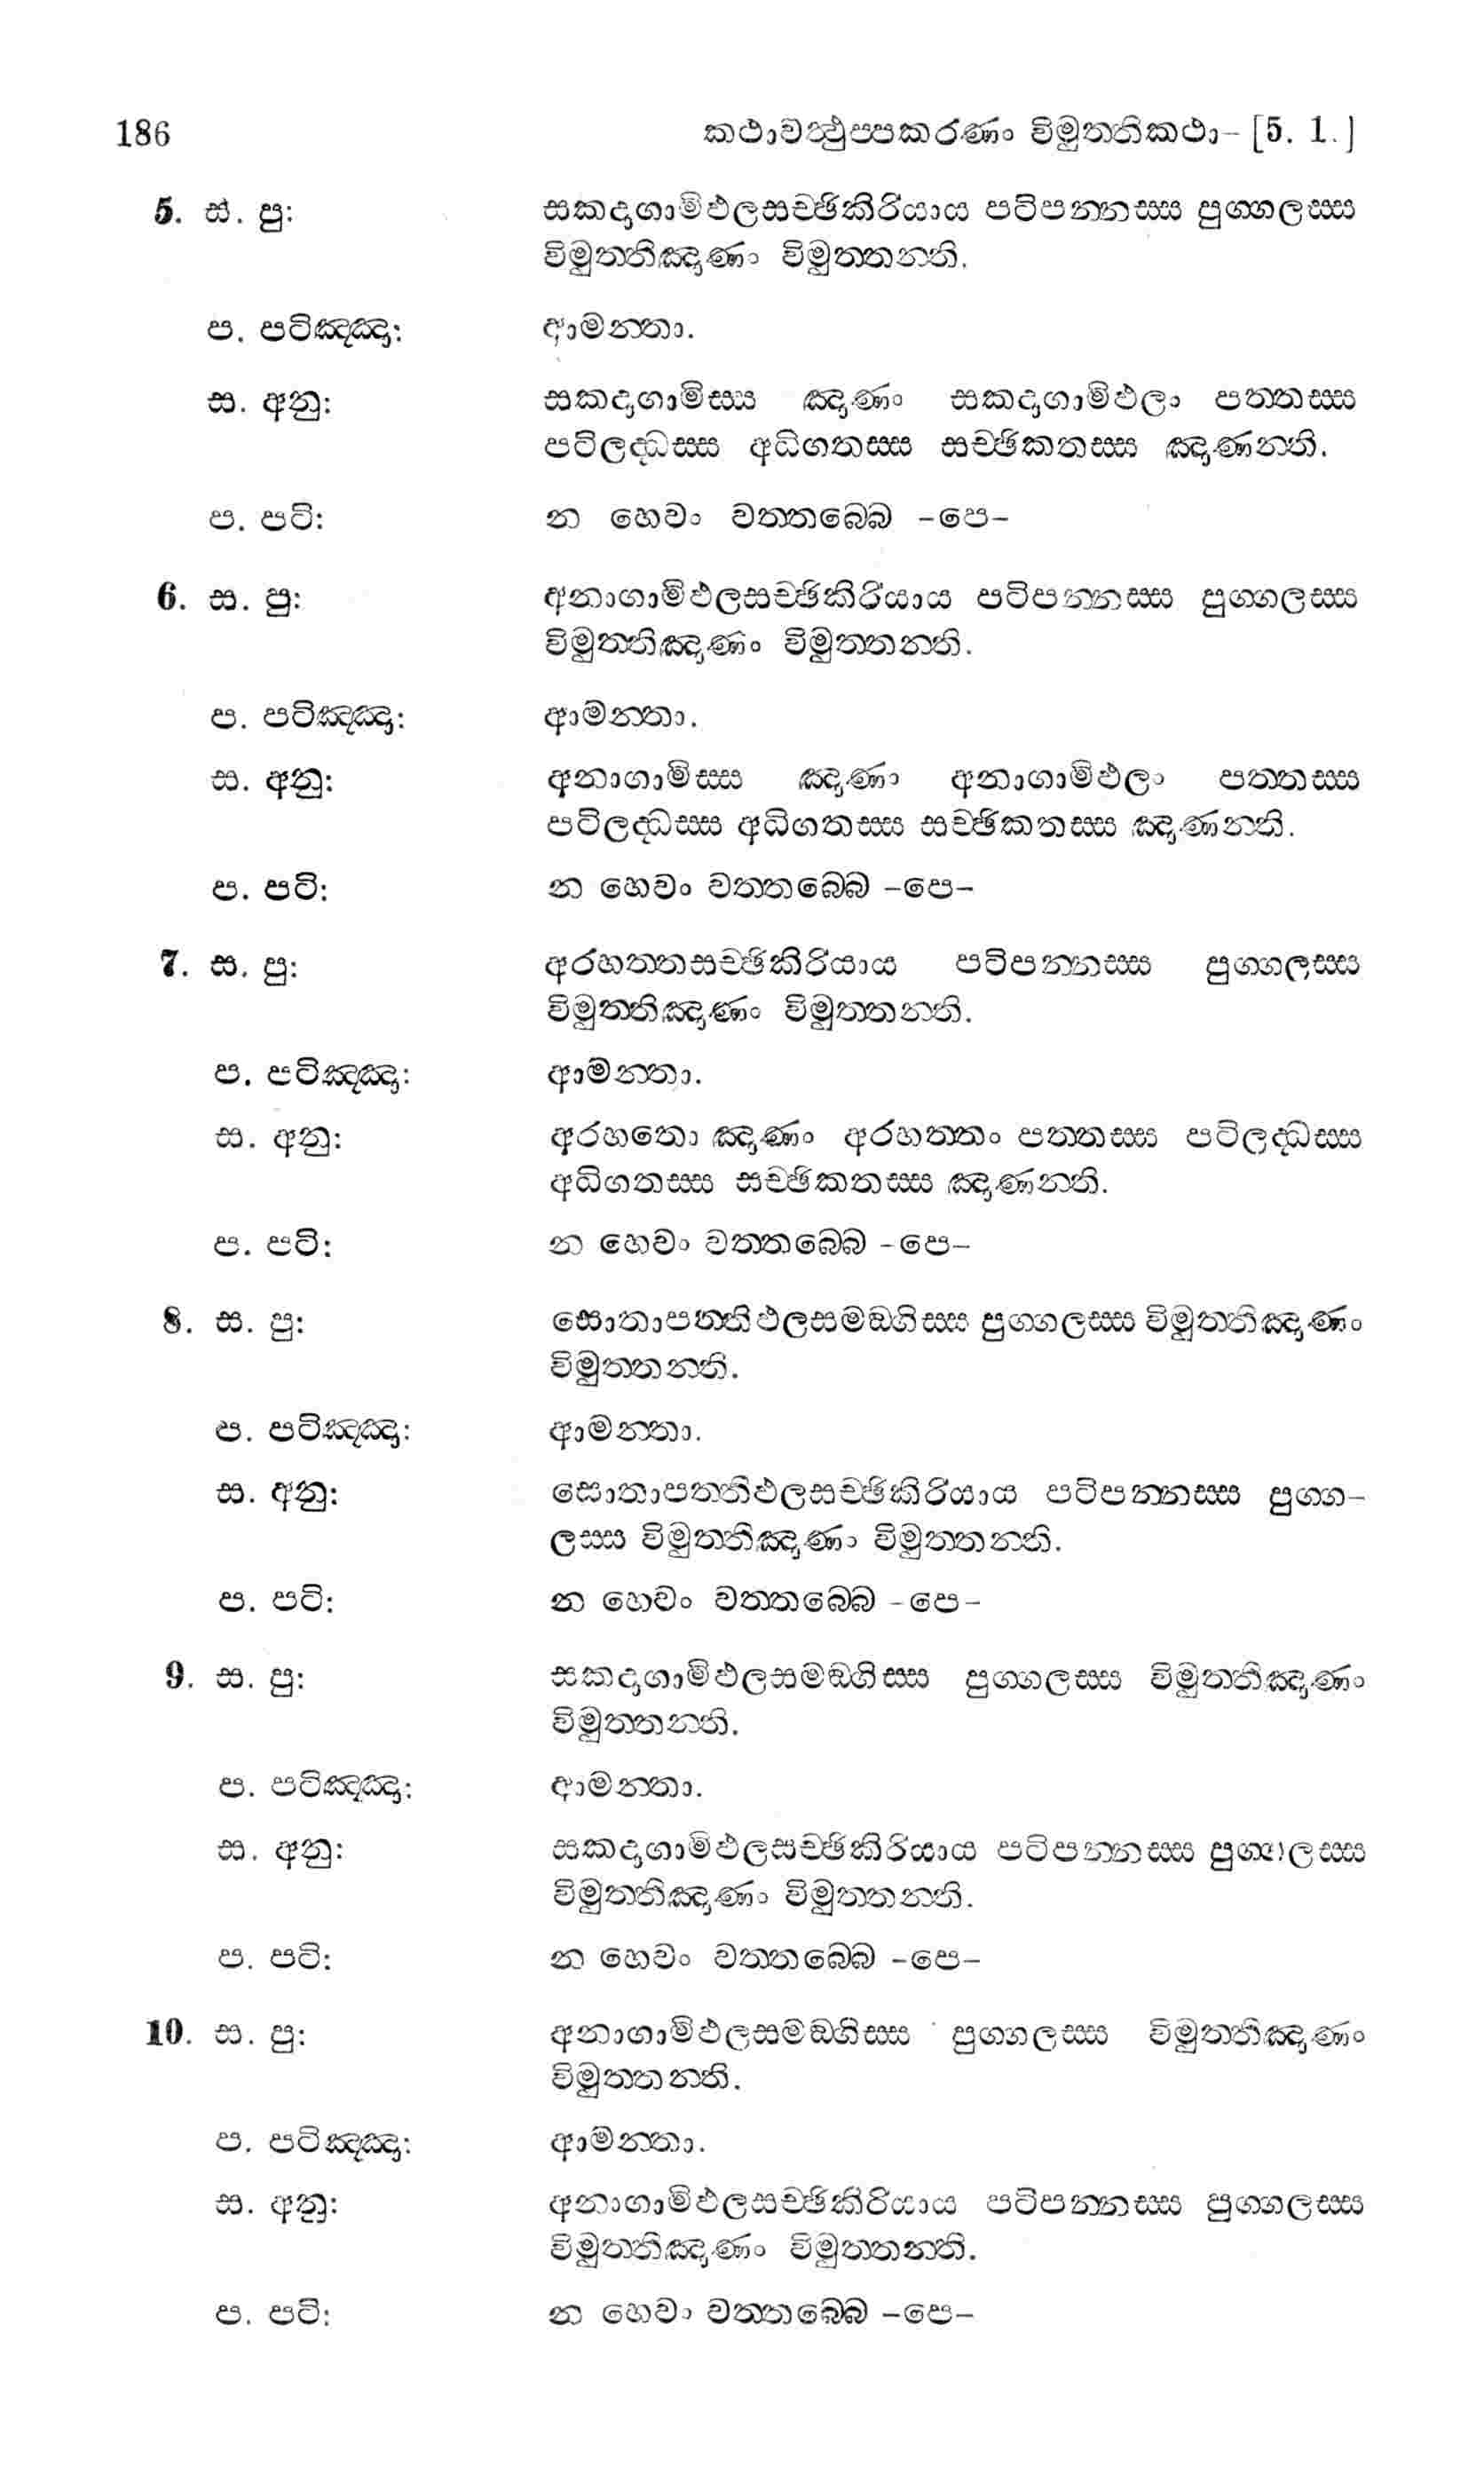 186 කථාවත්‍ථුප්පකරණං විමුත්තිකථා- [5. 1.]
5. ස. පු: සකදාගාමිඵලසච්ඡිකිරියාය පටිපන්නස්ස පුග්ගලස්ස
විමුත්තිඤාණං විමුත්තන්ති.
ප. පටිඤ්ඤා: ආමන්තා.
ස. අනු: සකදාගාමිස්ස ඤාණං සකදාගාමිඵලං පත්තස්ස
පටිලද්ධස්ස අධිගතස්ස සච්ඡිකතස්ස ඤාණන්ති.
ප. පටි: න හෙවං වත්තබ්බෙ -පෙ-
6. ස. පු: අනාගාමිඵලසච්ඡිකිරියාය පටිපන්නස්ස පුග්ගලස්ස
විමුත්තිඤාණං විමුත්තන්ති.
ප. පටිඤ්ඤා: ආමන්තා.
ස. අනු: අනාගාමිස්ස ඤාණං අනාගාමිඵලං පත්තස්ස
පටිලද්ධස්ස අධිගතස්ස සච්ඡිකතස්ස ඤාණන්ති.
ප. පටි: න හෙවං වත්තබ්බෙ -පෙ-
7. ස. පු: අරහත්තසච්ඡිකිරියාය පටිපන්නස්ස පුග්ගලස්ස
විමුත්තිඤාණං විමුත්තන්ති.
ප. පටිඤ්ඤා: ආමන්තා.
ස. අනු: අරහතො ඤාණං අරහත්තං පත්තස්ස පටිලද්ධස්ස
අධිගතස්ස සච්ඡිකතස්ස ඤාණන්ති.
ප. පටි: න හෙවං වත්තබ්බෙ -පෙ-
8. ස. පු: සොතාපත්තිඵලසමඞ්ගිස්ස පුග්ගලස්ස විමුත්තිඤාණං
විමුත්තන්ති.
ප. පටිඤ්ඤා: ආමන්තා.
ස. අනු: සොතාපත්තිඵලසච්ඡිකිරියාය පටිපන්නස්ස පුග්ග-
ලස්ස විමුත්තිඤාණං විමුත්තන්ති.
ප. පටි: න හෙවං වත්තබ්බෙ -පෙ-
9. ස. පු: සකදාගාමිඵලසමඞ්ගිස්ස පුග්ගලස්ස විමුත්තිඤාණං
විමුත්තන්ති.
ප. පටිඤ්ඤා: ආමන්තා.
ස. අනු: සකදාගාමිඵලසච්ඡිකිරියාය පටිපන්නස්ස පුග්ගලස්ස
විමුත්තිඤාණං විමුත්තන්ති.
ප. පටි: න හෙවං වත්තබ්බෙ -පෙ-
10. ස. පු: අනාගාමිඵලසමඞ්ගිස්ස පුග්ගලස්ස විමුත්තිඤාණං
විමුත්තන්ති.
ප. පටිඤ්ඤා: ආමන්තා.
ස. අනු: අනාගාමිඵලසච්ඡිකිරියාය පටිපන්නස්ස පුග්ගලස්ස
විමුත්තිඤාණං විමුත්තන්ති.
ප. පටි: න හෙවං වත්තබ්බෙ -පෙ-